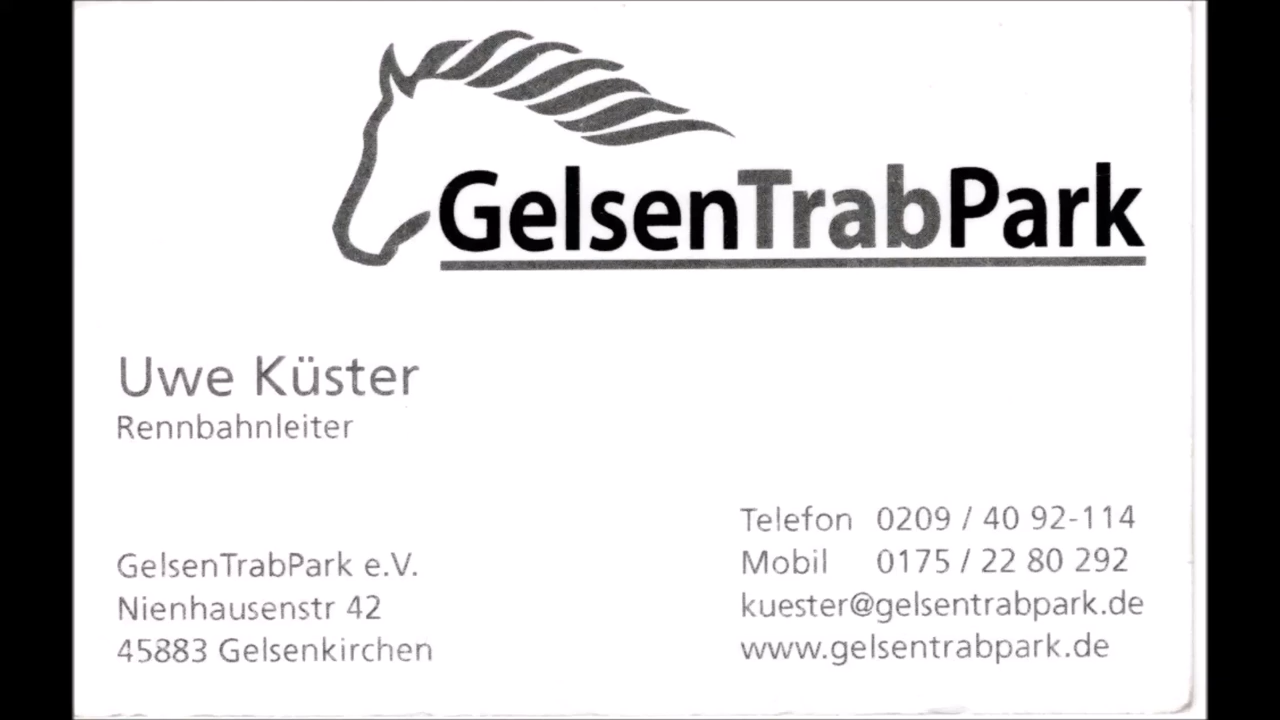 GelsenTrabPark
Uwe Küster
Rennbahnleiter
GelsenTrabPark e.V.
Nienhausenstr 42
45883 Gelsenkirchen
Telefon 0209 / 40 92-114
Mobil 0175 / 22 80 292
kuester@gelsentrabpark.de
www.gelsentrabpark.de